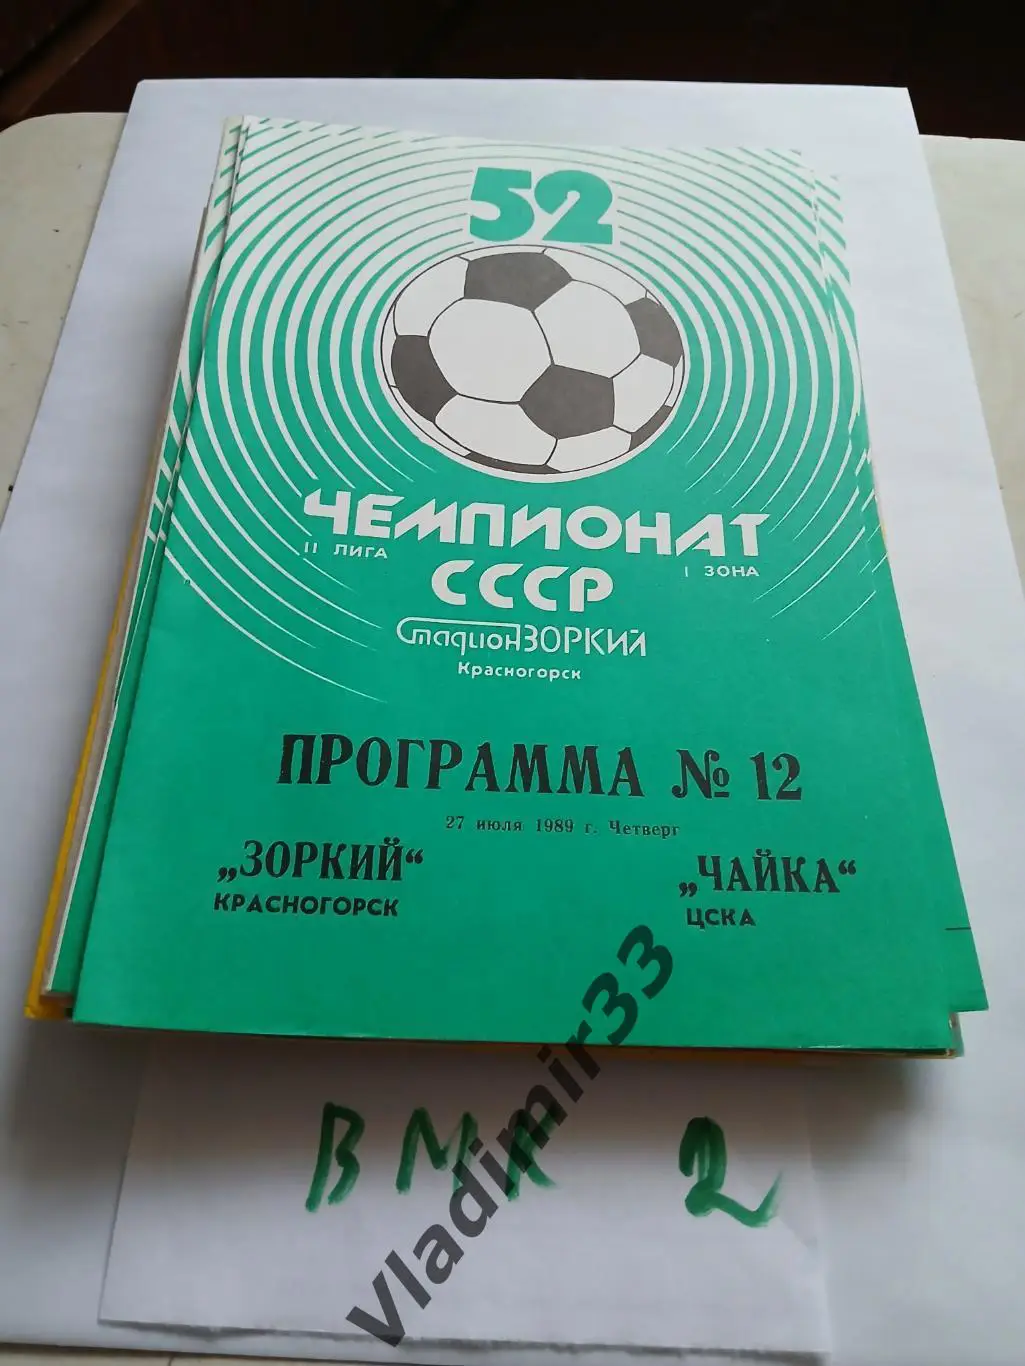 52
ЧЕМПИОНАТ
II ЛИГА
I ЗОНА
СССР
Стадион ЗОРКИЙ
Красногорск
ПРОГРАММА № 12
27 июля 1989 г. Четверг
„ЗОРКИЙ“ „ЧАЙКА“
КРАСНОГОРСК ЦСКА
Vladimir33
2